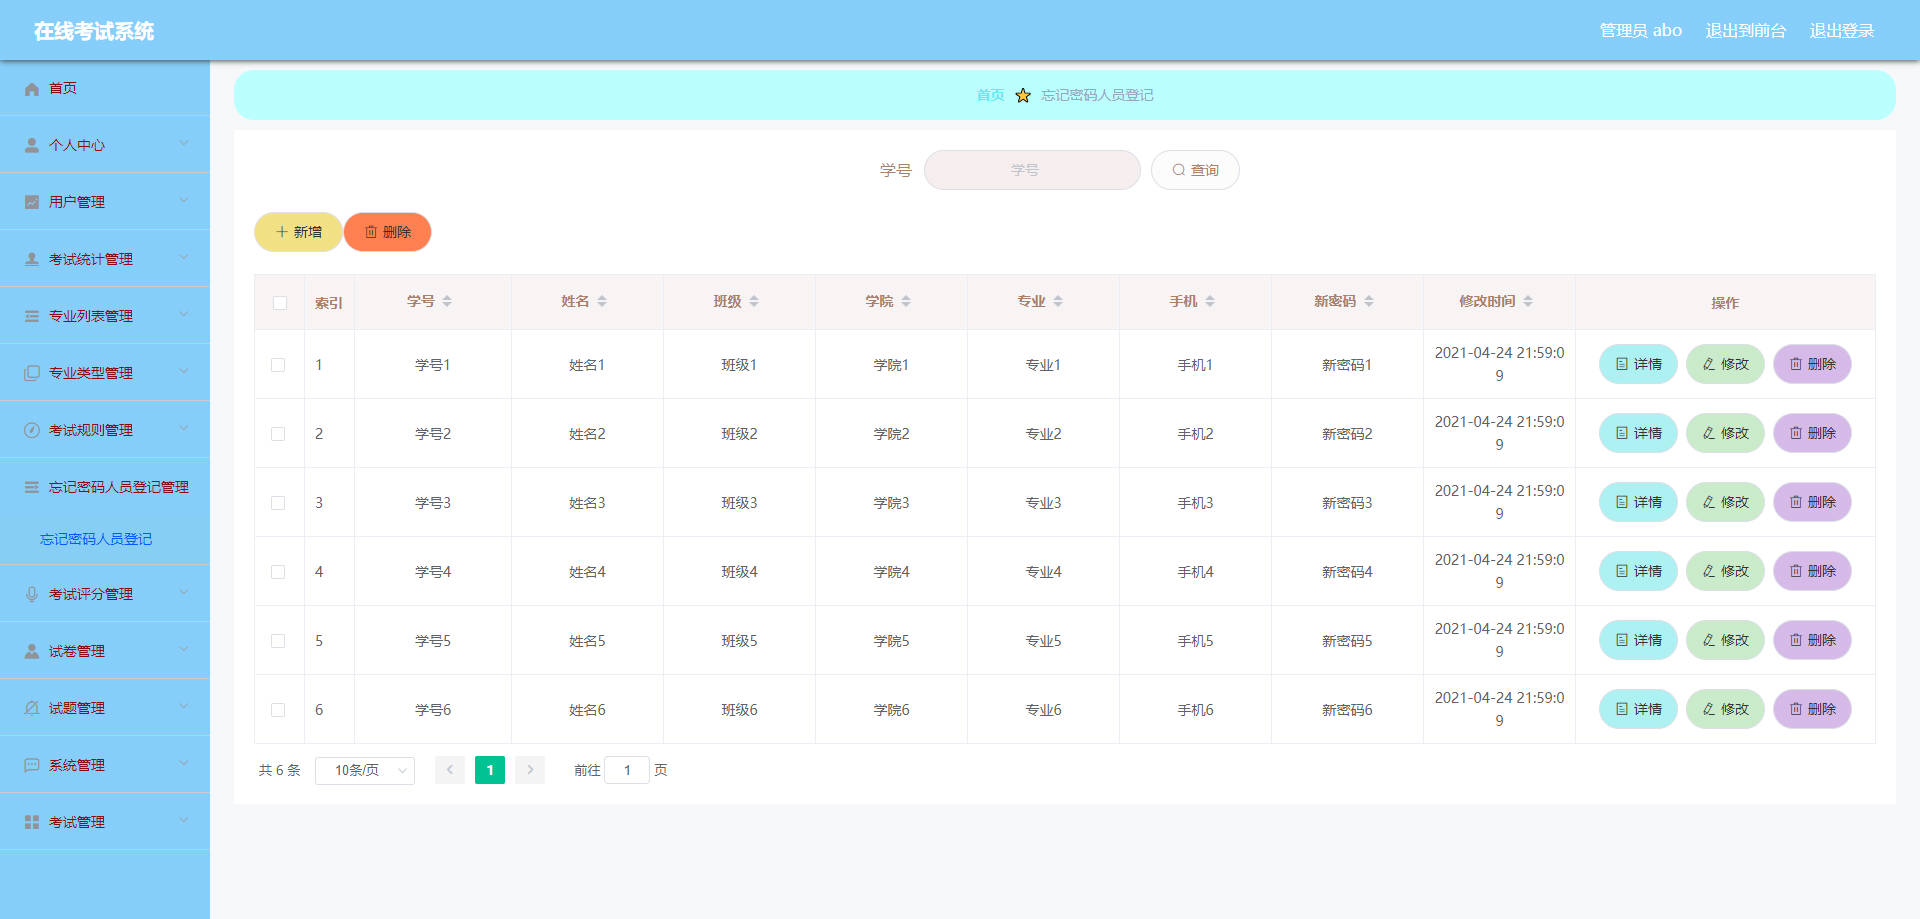 在线考试系统
管理员 abo 退出到前台 退出登录
首页
个人中心
用户管理
考试统计管理
专业列表管理
专业类型管理
考试规则管理
忘记密码人员登记管理
忘记密码人员登记
考试评分管理
试卷管理
试题管理
系统管理
考试管理
首页 忘记密码人员登记
学号 学号 查询
新增 删除
索引 学号 姓名 班级 学院 专业 手机 新密码 修改时间 操作
1 学号1 姓名1 班级1 学院1 专业1 手机1 新密码1 2021-04-24 21:59:0 详情 修改 删除
9
2 学号2 姓名2 班级2 学院2 专业2 手机2 新密码2 2021-04-24 21:59:0 详情 修改 删除
9
3 学号3 姓名3 班级3 学院3 专业3 手机3 新密码3 2021-04-24 21:59:0 详情 修改 删除
9
4 学号4 姓名4 班级4 学院4 专业4 手机4 新密码4 2021-04-24 21:59:0 详情 修改 删除
9
5 学号5 姓名5 班级5 学院5 专业5 手机5 新密码5 2021-04-24 21:59:0 详情 修改 删除
9
6 学号6 姓名6 班级6 学院6 专业6 手机6 新密码6 2021-04-24 21:59:0 详情 修改 删除
9
共 6 条 10条/页 1 前往 1 页